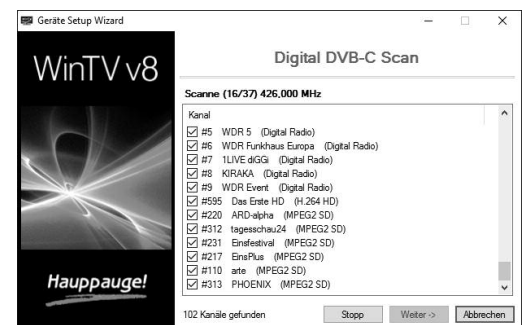 Geräte Setup Wizard
WinTV v8
Hauppauge!
Digital DVB-C Scan
Scanne (16/37) 426,000 MHz
Kanal
#5 WDR 5 (Digital Radio)
#6 WDR Funkhaus Europa (Digital Radio)
#7 1LIVE diGGi (Digital Radio)
#8 KIRAKA (Digital Radio)
#9 WDR Event (Digital Radio)
#595 Das Erste HD (H.264 HD)
#220 ARD-alpha (MPEG2 SD)
#312 tagesschau24 (MPEG2 SD)
#231 Einsfestival (MPEG2 SD)
#217 EinsPlus (MPEG2 SD)
#110 arte (MPEG2 SD)
#313 PHOENIX (MPEG2 SD)
102 Kanäle gefunden
Stopp
Weiter ->
Abbrechen